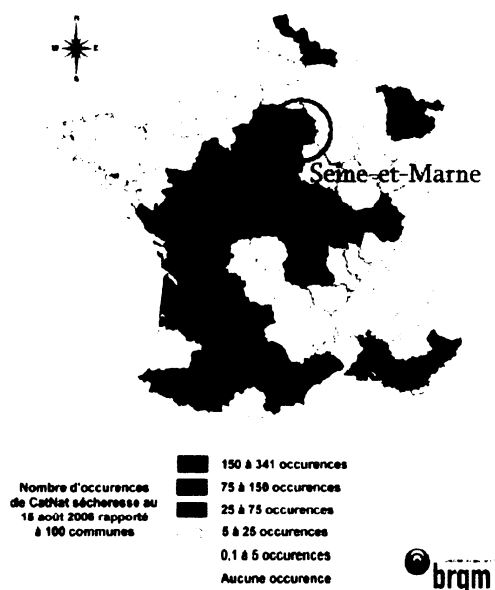 N
W E
S
Seine-et-Marne
150 à 341 occurences
75 à 150 occurences
25 à 75 occurences
5 à 25 occurences
0,1 à 5 occurences
Aucune occurence
Nombre d'occurences
de CatNat sécheresse au
15 août 2006 rapporté
à 100 communes
brgm